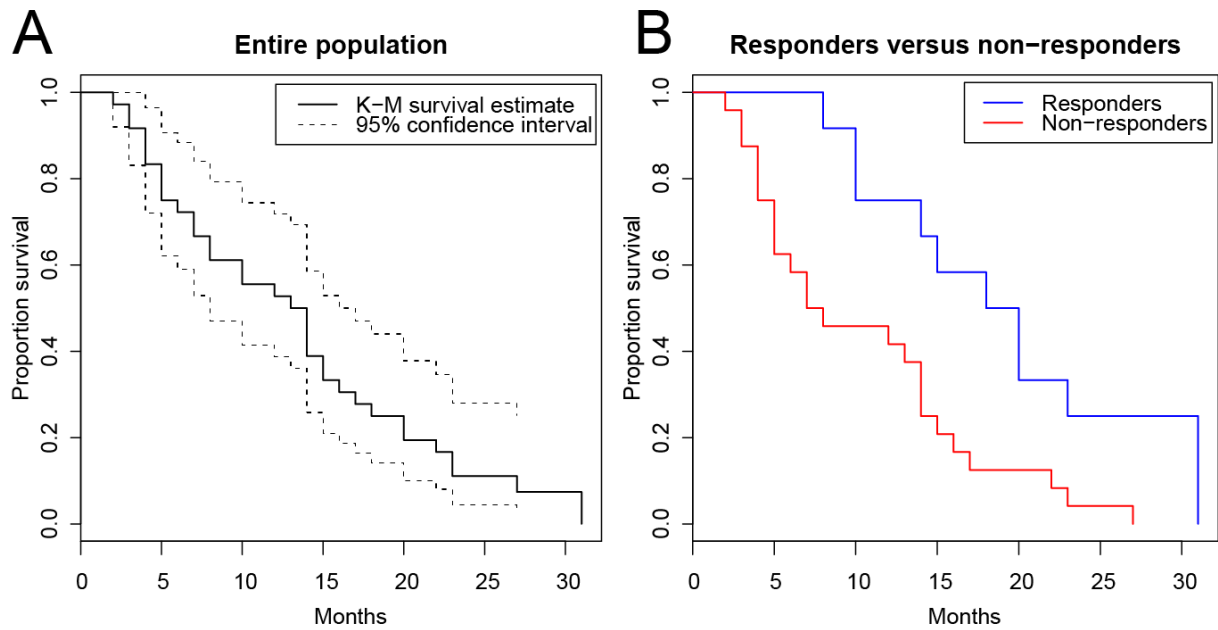 A
Entire population
K−M survival estimate
95% confidence interval
Proportion survival
1.0
0.8
0.6
0.4
0.2
0.0
0 5 10 15 20 25 30
Months
B
Responders versus non−responders
Responders
Non−responders
Proportion survival
1.0
0.8
0.6
0.4
0.2
0.0
0 5 10 15 20 25 30
Months